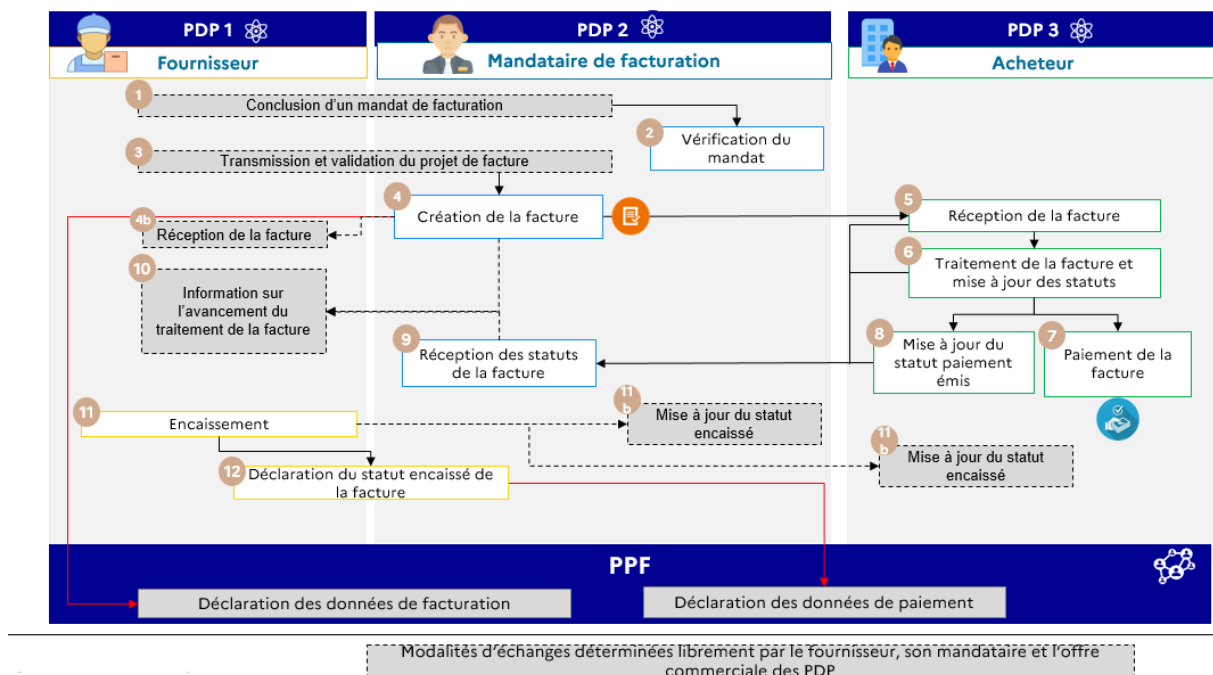 PDP 1
PDP 2
PDP 3
Fournisseur
Mandataire de facturation
Acheteur
1
Conclusion d'un mandat de facturation
2
Vérification du
mandat
3
Transmission et validation du projet de facture
4
Création de la facture
5
Réception de la facture
4b
Réception de la facture
6
Traitement de la facture et
mise à jour des statuts
10
Information sur
l'avancement du
traitement de la facture
9
Réception des statuts
de la facture
8
Mise à jour du
statut paiement
émis
7
Paiement de la
facture
11
Encaissement
11
b
Mise à jour du statut
encaissé
11
b
Mise à jour du statut
encaissé
12
Déclaration du statut encaissé de
la facture
PPF
Déclaration des données de facturation
Déclaration des données de paiement
Modalités d'échanges déterminées librement par le fournisseur, son mandataire et l'offre
commerciale des PDP